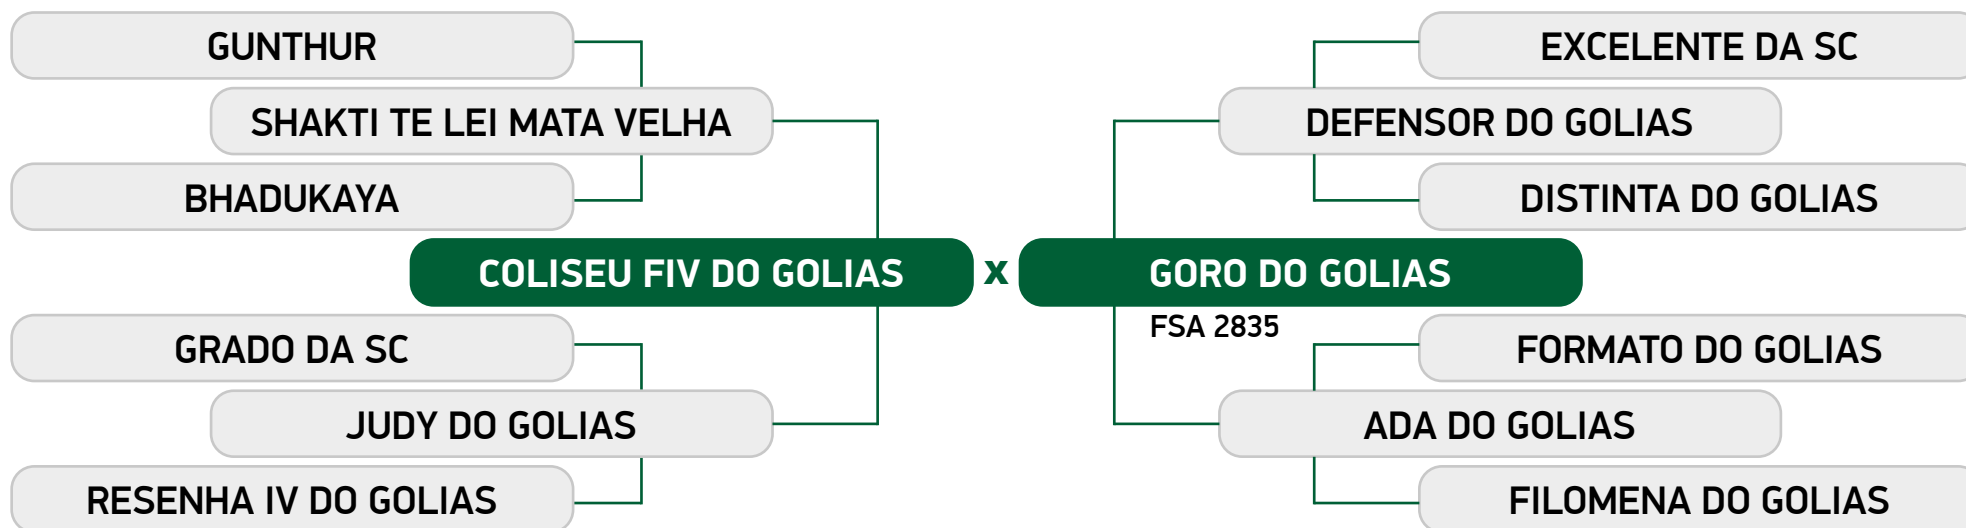 GUNTHUR
EXCELENTE DA SC
SHAKTI TE LEI MATA VELHA
DEFENSOR DO GOLIAS
BHADUKAYA
DISTINTA DO GOLIAS
COLISEU FIV DO GOLIAS x GORO DO GOLIAS
FSA 2835
GRADO DA SC
FORMATO DO GOLIAS
JUDY DO GOLIAS
ADA DO GOLIAS
RESENHA IV DO GOLIAS
FILOMENA DO GOLIAS